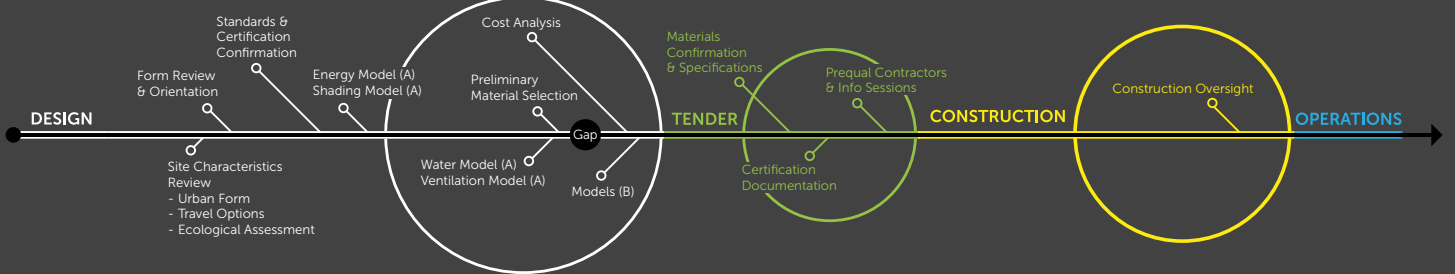 DESIGN
Form Review
& Orientation
Standards &
Certification
Confirmation
Site Characteristics
Review
- Urban Form
- Travel Options
- Ecological Assessment
Energy Model (A)
Shading Model (A)
Cost Analysis
Preliminary
Material Selection
Gap
Water Model (A)
Ventilation Model (A)
Models (B)
TENDER
Materials
Confirmation
& Specifications
Prequal Contractors
& Info Sessions
Certification
Documentation
CONSTRUCTION
Construction Oversight
OPERATIONS